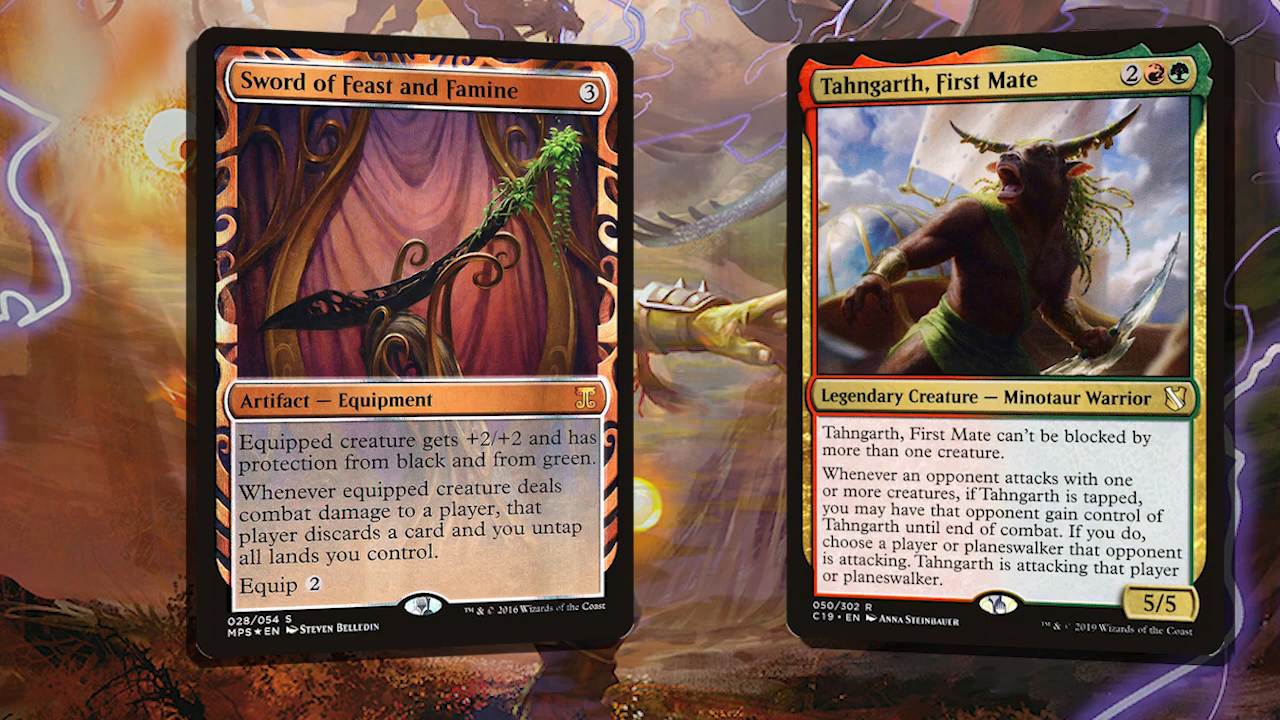 Sword of Feast and Famine
3
Artifact — Equipment
Equipped creature gets +2/+2 and has
protection from black and from green.
Whenever equipped creature deals
combat damage to a player, that
player discards a card and you untap
all lands you control.
Equip 2
028/054 S
MPS★EN Steven Belledin
™ & © 2016 Wizards of the Coast
Tahngarth, First Mate
2
Legendary Creature — Minotaur Warrior
Tahngarth, First Mate can't be blocked by
more than one creature.
Whenever an opponent attacks with one
or more creatures, if Tahngarth is tapped,
you may have that opponent gain control of
Tahngarth until end of combat. If you do,
choose a player or planeswalker that opponent
is attacking. Tahngarth is attacking that player
or planeswalker.
5/5
050/302 R
C19 • EN Anna Steinbauer
™ & © 2019 Wizards of the Coast